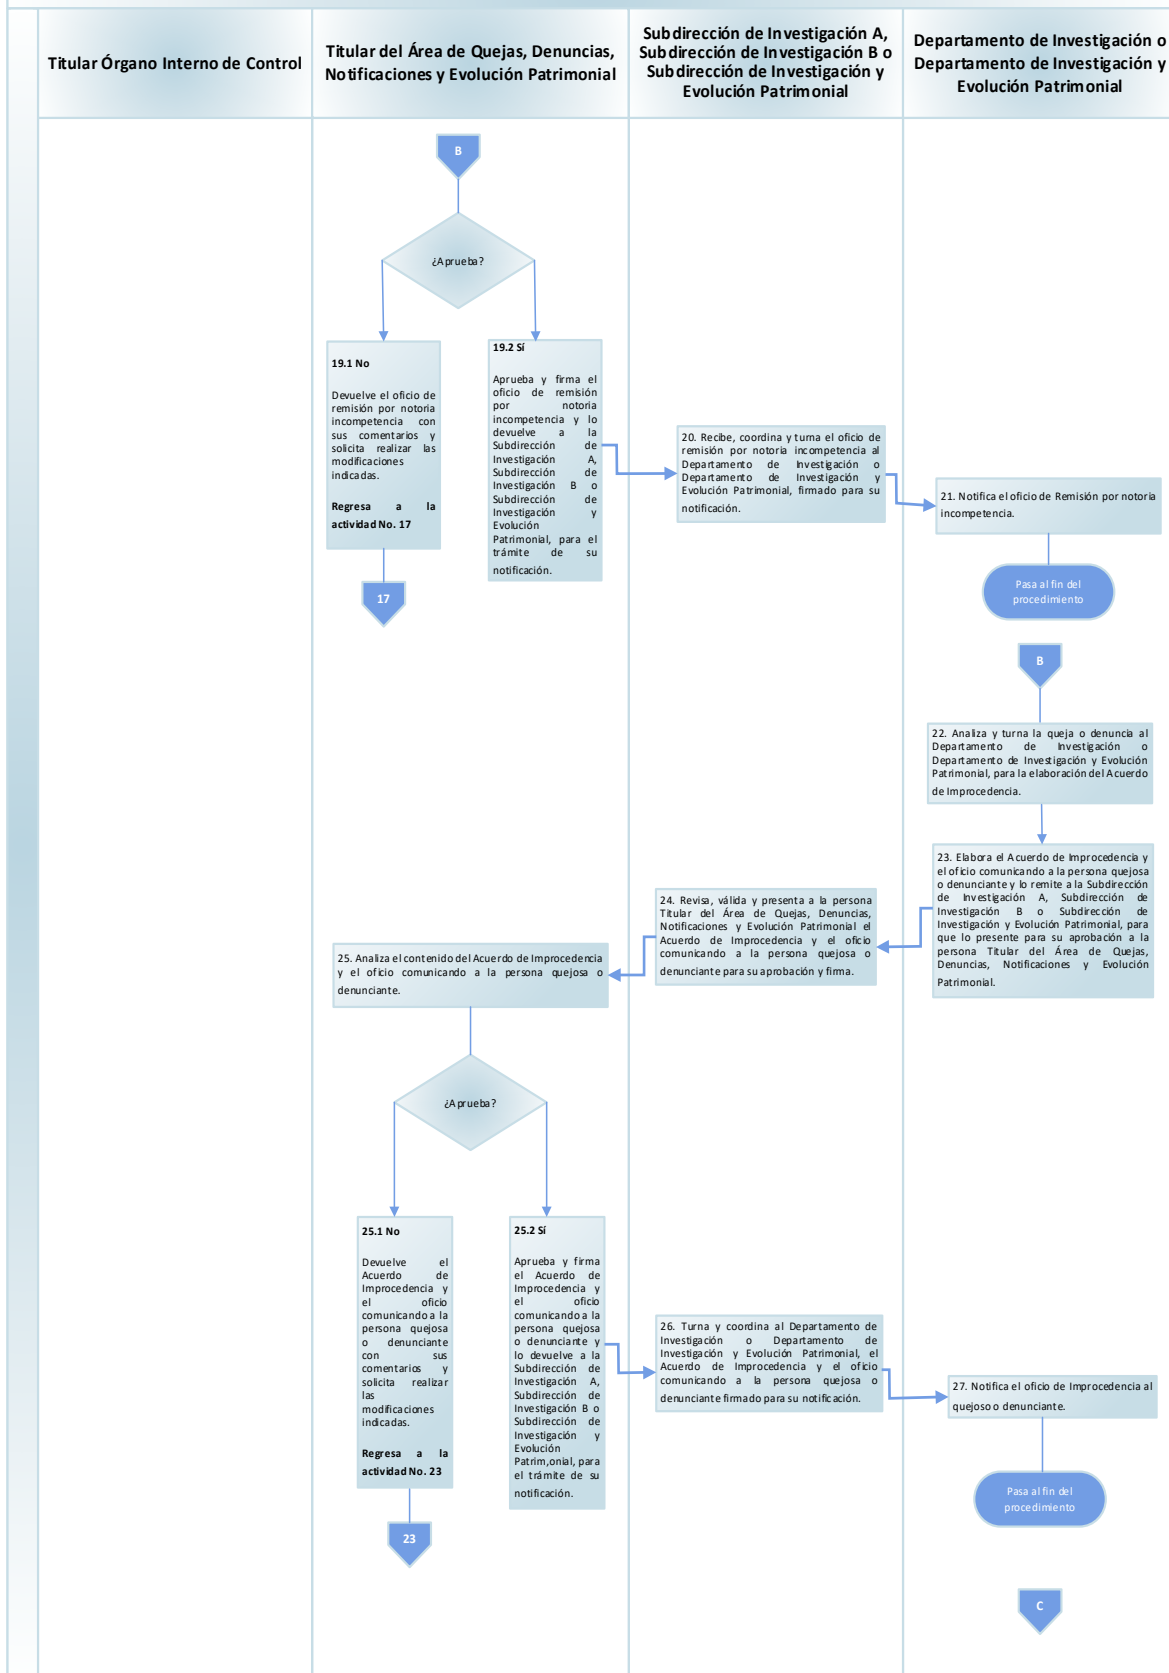 Titular Órgano Interno de Control
Titular del Área de Quejas, Denuncias,
Notificaciones y Evolución Patrimonial
Subdirección de Investigación A,
Subdirección de Investigación B o
Subdirección de Investigación y
Evolución Patrimonial
Departamento de Investigación o
Departamento de Investigación y
Evolución Patrimonial
B
¿Aprueba?
19.1 No
Devuelve el oficio de
remisión por notoria
incompetencia con
sus comentarios y
solicita realizar las
modificaciones
indicadas.
Regresa a la
actividad No. 17
17
19.2 Sí
Aprueba y firma el
oficio de remisión
por notoria
incompetencia y lo
devuelve a la
Subdirección de
Investigación A,
Subdirección de
Investigación B o
Subdirección de
Investigación y
Evolución
Patrimonial, para el
trámite de su
notificación.
20. Recibe, coordina y turna el oficio de
remisión por notoria incompetencia al
Departamento de Investigación o
Departamento de Investigación y
Evolución Patrimonial, firmado para su
notificación.
21. Notifica el oficio de Remisión por notoria
incompetencia.
Pasa al fin del
procedimiento
B
22. Analiza y turna la queja o denuncia al
Departamento de Investigación o
Departamento de Investigación y Evolución
Patrimonial, para la elaboración del Acuerdo
de Improcedencia.
23. Elabora el Acuerdo de Improcedencia y
el oficio comunicando a la persona quejosa
o denunciante y lo remite a la Subdirección
de Investigación A, Subdirección de
Investigación B o Subdirección de
Investigación y Evolución Patrimonial, para
que lo presente para su aprobación a la
persona Titular del Área de Quejas,
Denuncias, Notificaciones y Evolución
Patrimonial.
24. Revisa, válida y presenta a la persona
Titular del Área de Quejas, Denuncias,
Notificaciones y Evolución Patrimonial el
Acuerdo de Improcedencia y el oficio
comunicando a la persona quejosa o
denunciante para su aprobación y firma.
25. Analiza el contenido del Acuerdo de Improcedencia
y el oficio comunicando a la persona quejosa o
denunciante.
¿Aprueba?
25.1 No
Devuelve el
Acuerdo de
Improcedencia y
el oficio
comunicando a la
persona quejosa
o denunciante
con sus
comentarios y
solicita realizar
las
modificaciones
indicadas.
Regresa a la
actividad No. 23
23
25.2 Sí
Aprueba y firma
el Acuerdo de
Improcedencia y
el oficio
comunicando a la
persona quejosa
o denunciante y
lo devuelve a la
Subdirección de
Investigación A,
Subdirección de
Investigación B o
Subdirección de
Investigación y
Evolución
Patrim,onial, para
el trámite de su
notificación.
26. Turna y coordina al Departamento de
Investigación o Departamento de
Investigación y Evolución Patrimonial, el
Acuerdo de Improcedencia y el oficio
comunicando a la persona quejosa o
denunciante firmado para su notificación.
27. Notifica el oficio de Improcedencia al
quejoso o denunciante.
Pasa al fin del
procedimiento
C